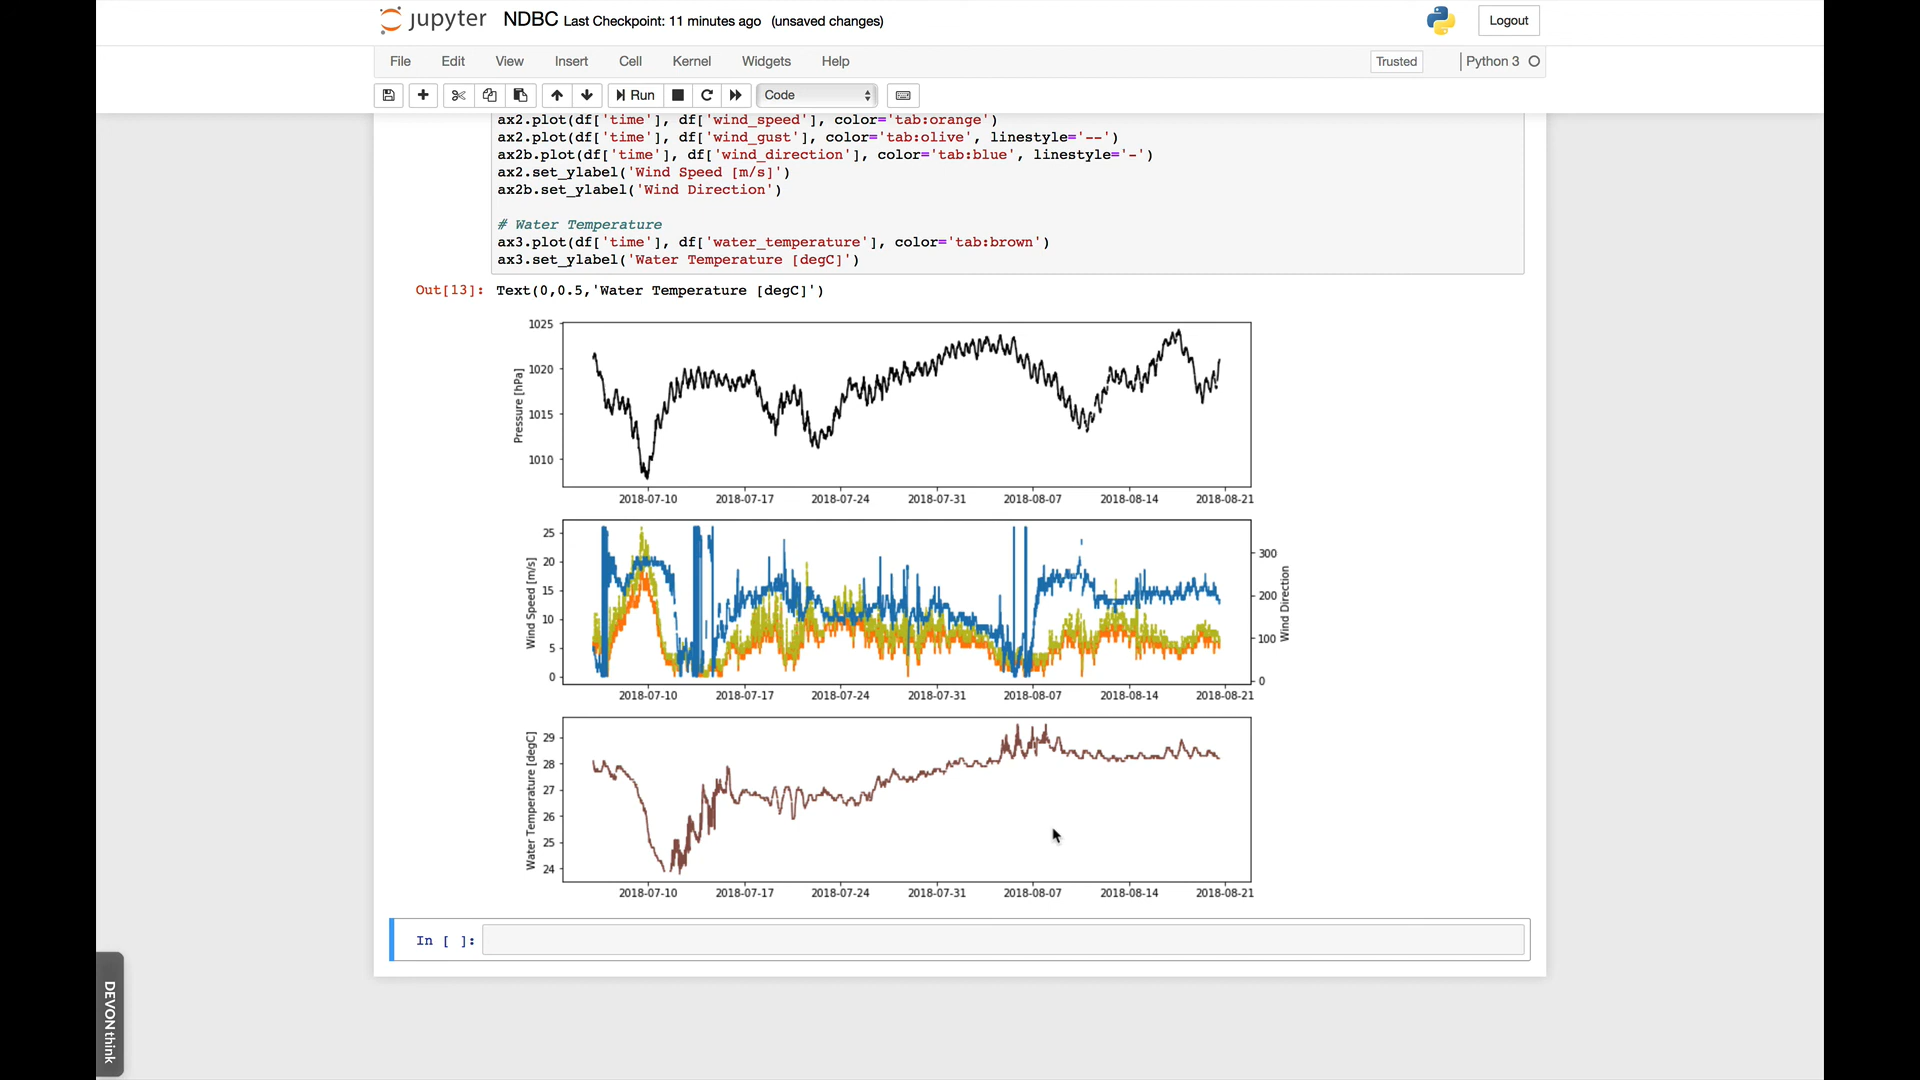 jupyter NDBC Last Checkpoint: 11 minutes ago (unsaved changes) Logout
File Edit View Insert Cell Kernel Widgets Help Trusted Python 3
Run Code
ax2.plot(df['time'], df['wind_speed'], color='tab:orange')
ax2.plot(df['time'], df['wind_gust'], color='tab:olive', linestyle='--')
ax2b.plot(df['time'], df['wind_direction'], color='tab:blue', linestyle='-')
ax2.set_ylabel('Wind Speed [m/s]')
ax2b.set_ylabel('Wind Direction')
# Water Temperature
ax3.plot(df['time'], df['water_temperature'], color='tab:brown')
ax3.set_ylabel('Water Temperature [degC]')
Out[13]: Text(0,0.5,'Water Temperature [degC]')
Pressure [hPa]
1025
1020
1015
1010
2018-07-10 2018-07-17 2018-07-24 2018-07-31 2018-08-07 2018-08-14 2018-08-21
Wind Speed [m/s]
25
20
15
10
5
0
300
200
100
0
Wind Direction
2018-07-10 2018-07-17 2018-07-24 2018-07-31 2018-08-07 2018-08-14 2018-08-21
Water Temperature [degC]
29
28
27
26
25
24
2018-07-10 2018-07-17 2018-07-24 2018-07-31 2018-08-07 2018-08-14 2018-08-21
In [ ]:
DEVONthink